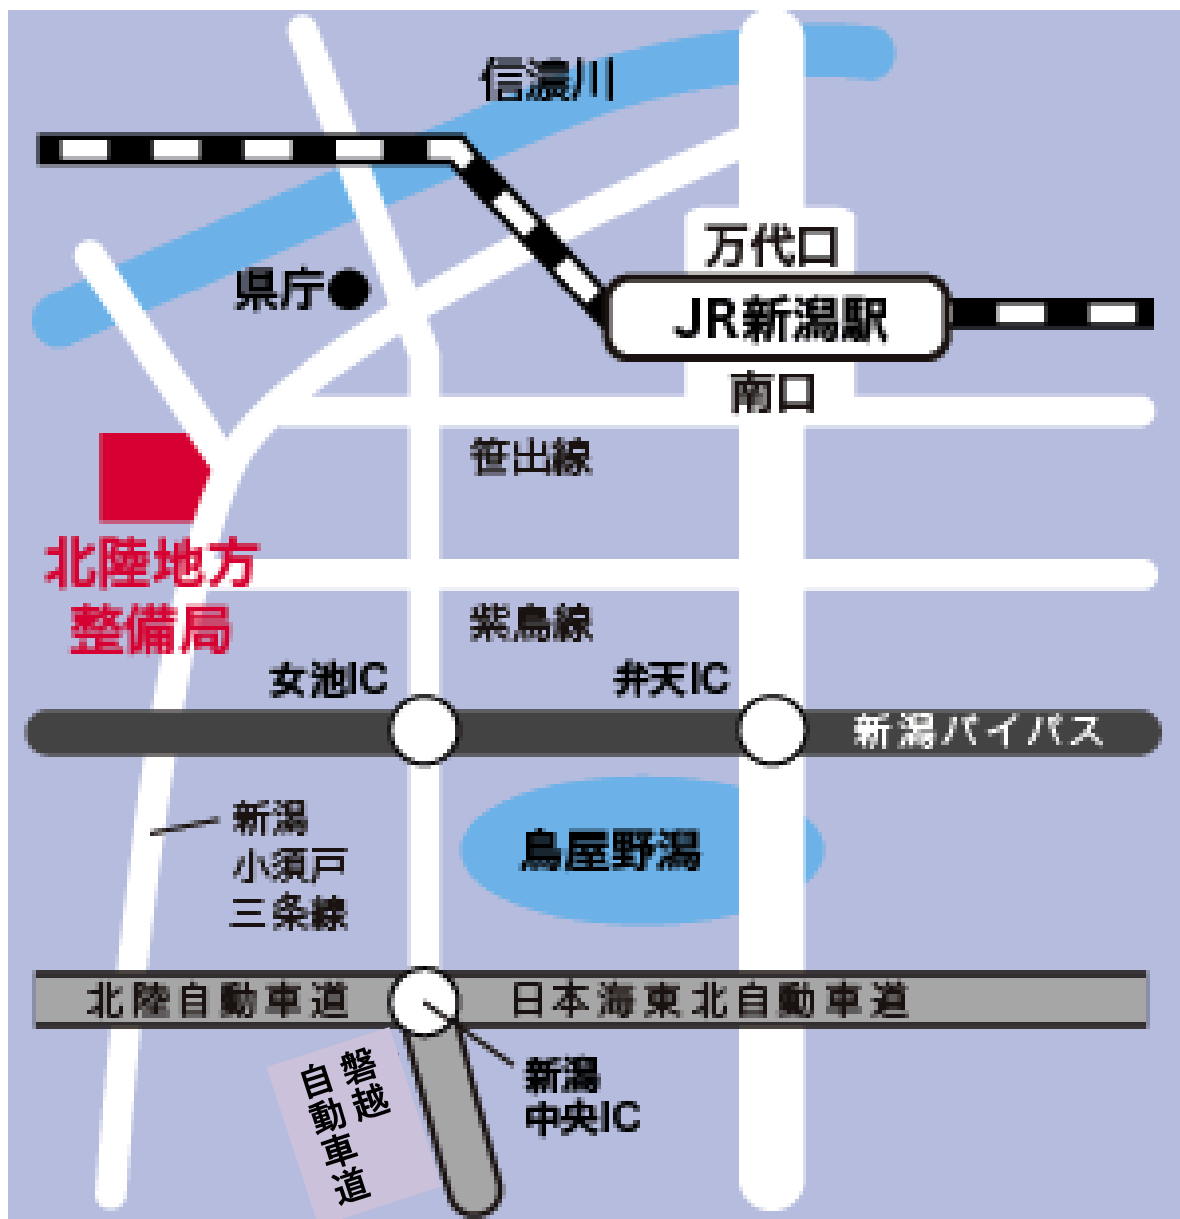 信濃川
万代口
県庁
JR新潟駅
南口
笹出線
北陸地方
整備局
紫鳥線
女池IC
弁天IC
新潟バイパス
新潟
小須戸
三条線
鳥屋野潟
北陸自動車道
日本海東北自動車道
磐越
自動車道
新潟
中央IC